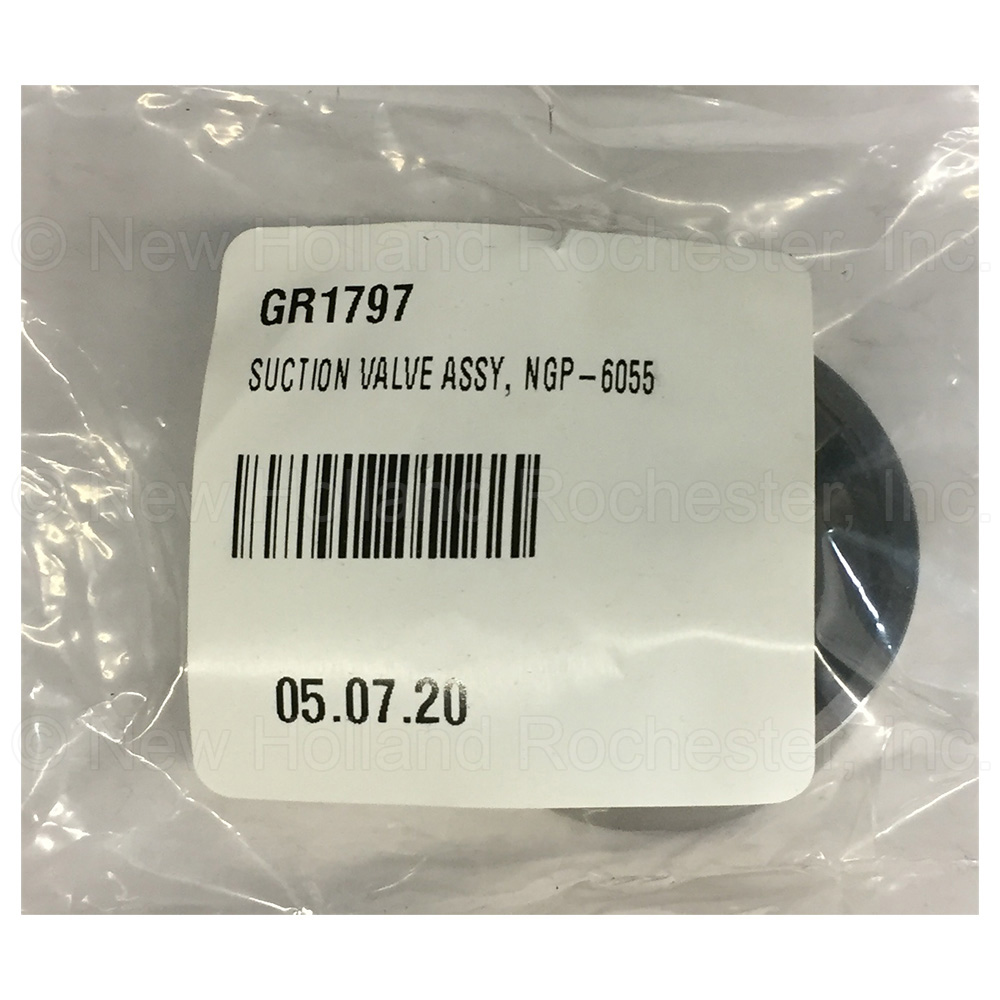 © New Holland Rochester, Inc.
GR1797
SUCTION VALVE ASSY, NGP-6055
© New Holland Rochester, Inc.
05.07.20
© New Holland Rochester, Inc.